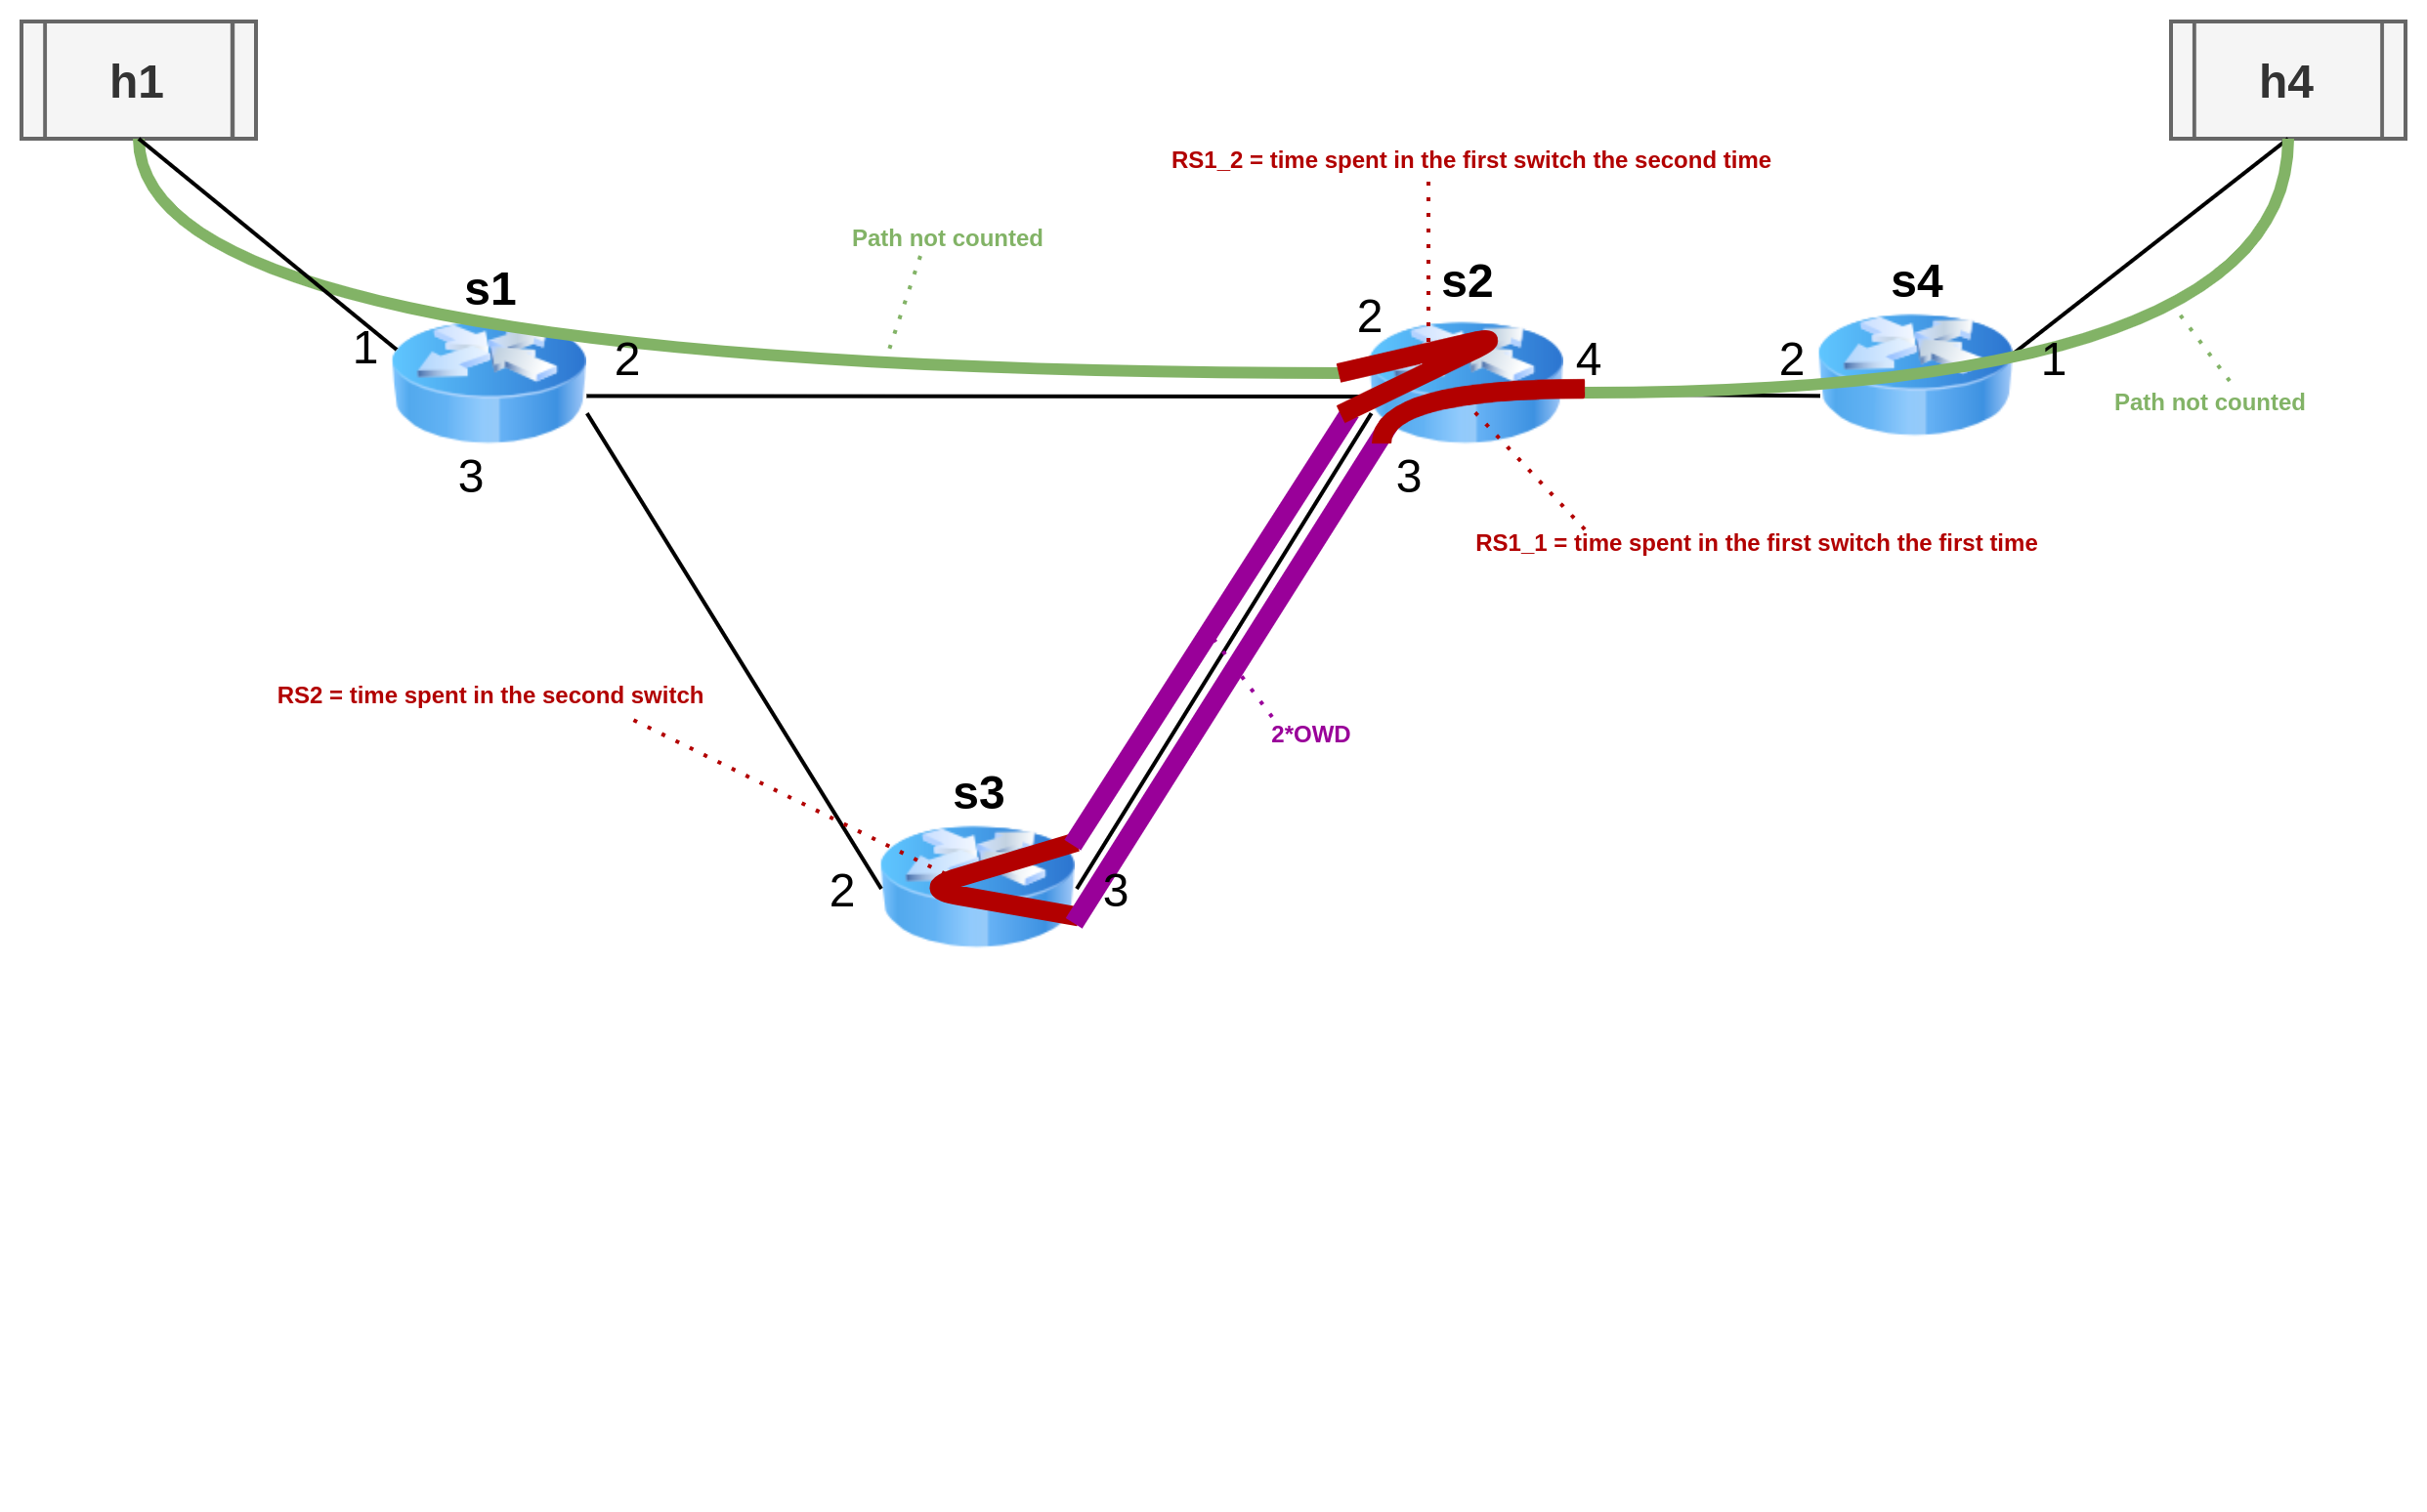 h1
h4
RS1_2 = time spent in the first switch the second time
Path not counted
s1
s2
s4
2
1
2
4
2
1
Path not counted
3
3
RS1_1 = time spent in the first switch the first time
RS2 = time spent in the second switch
2*OWD
s3
2
3